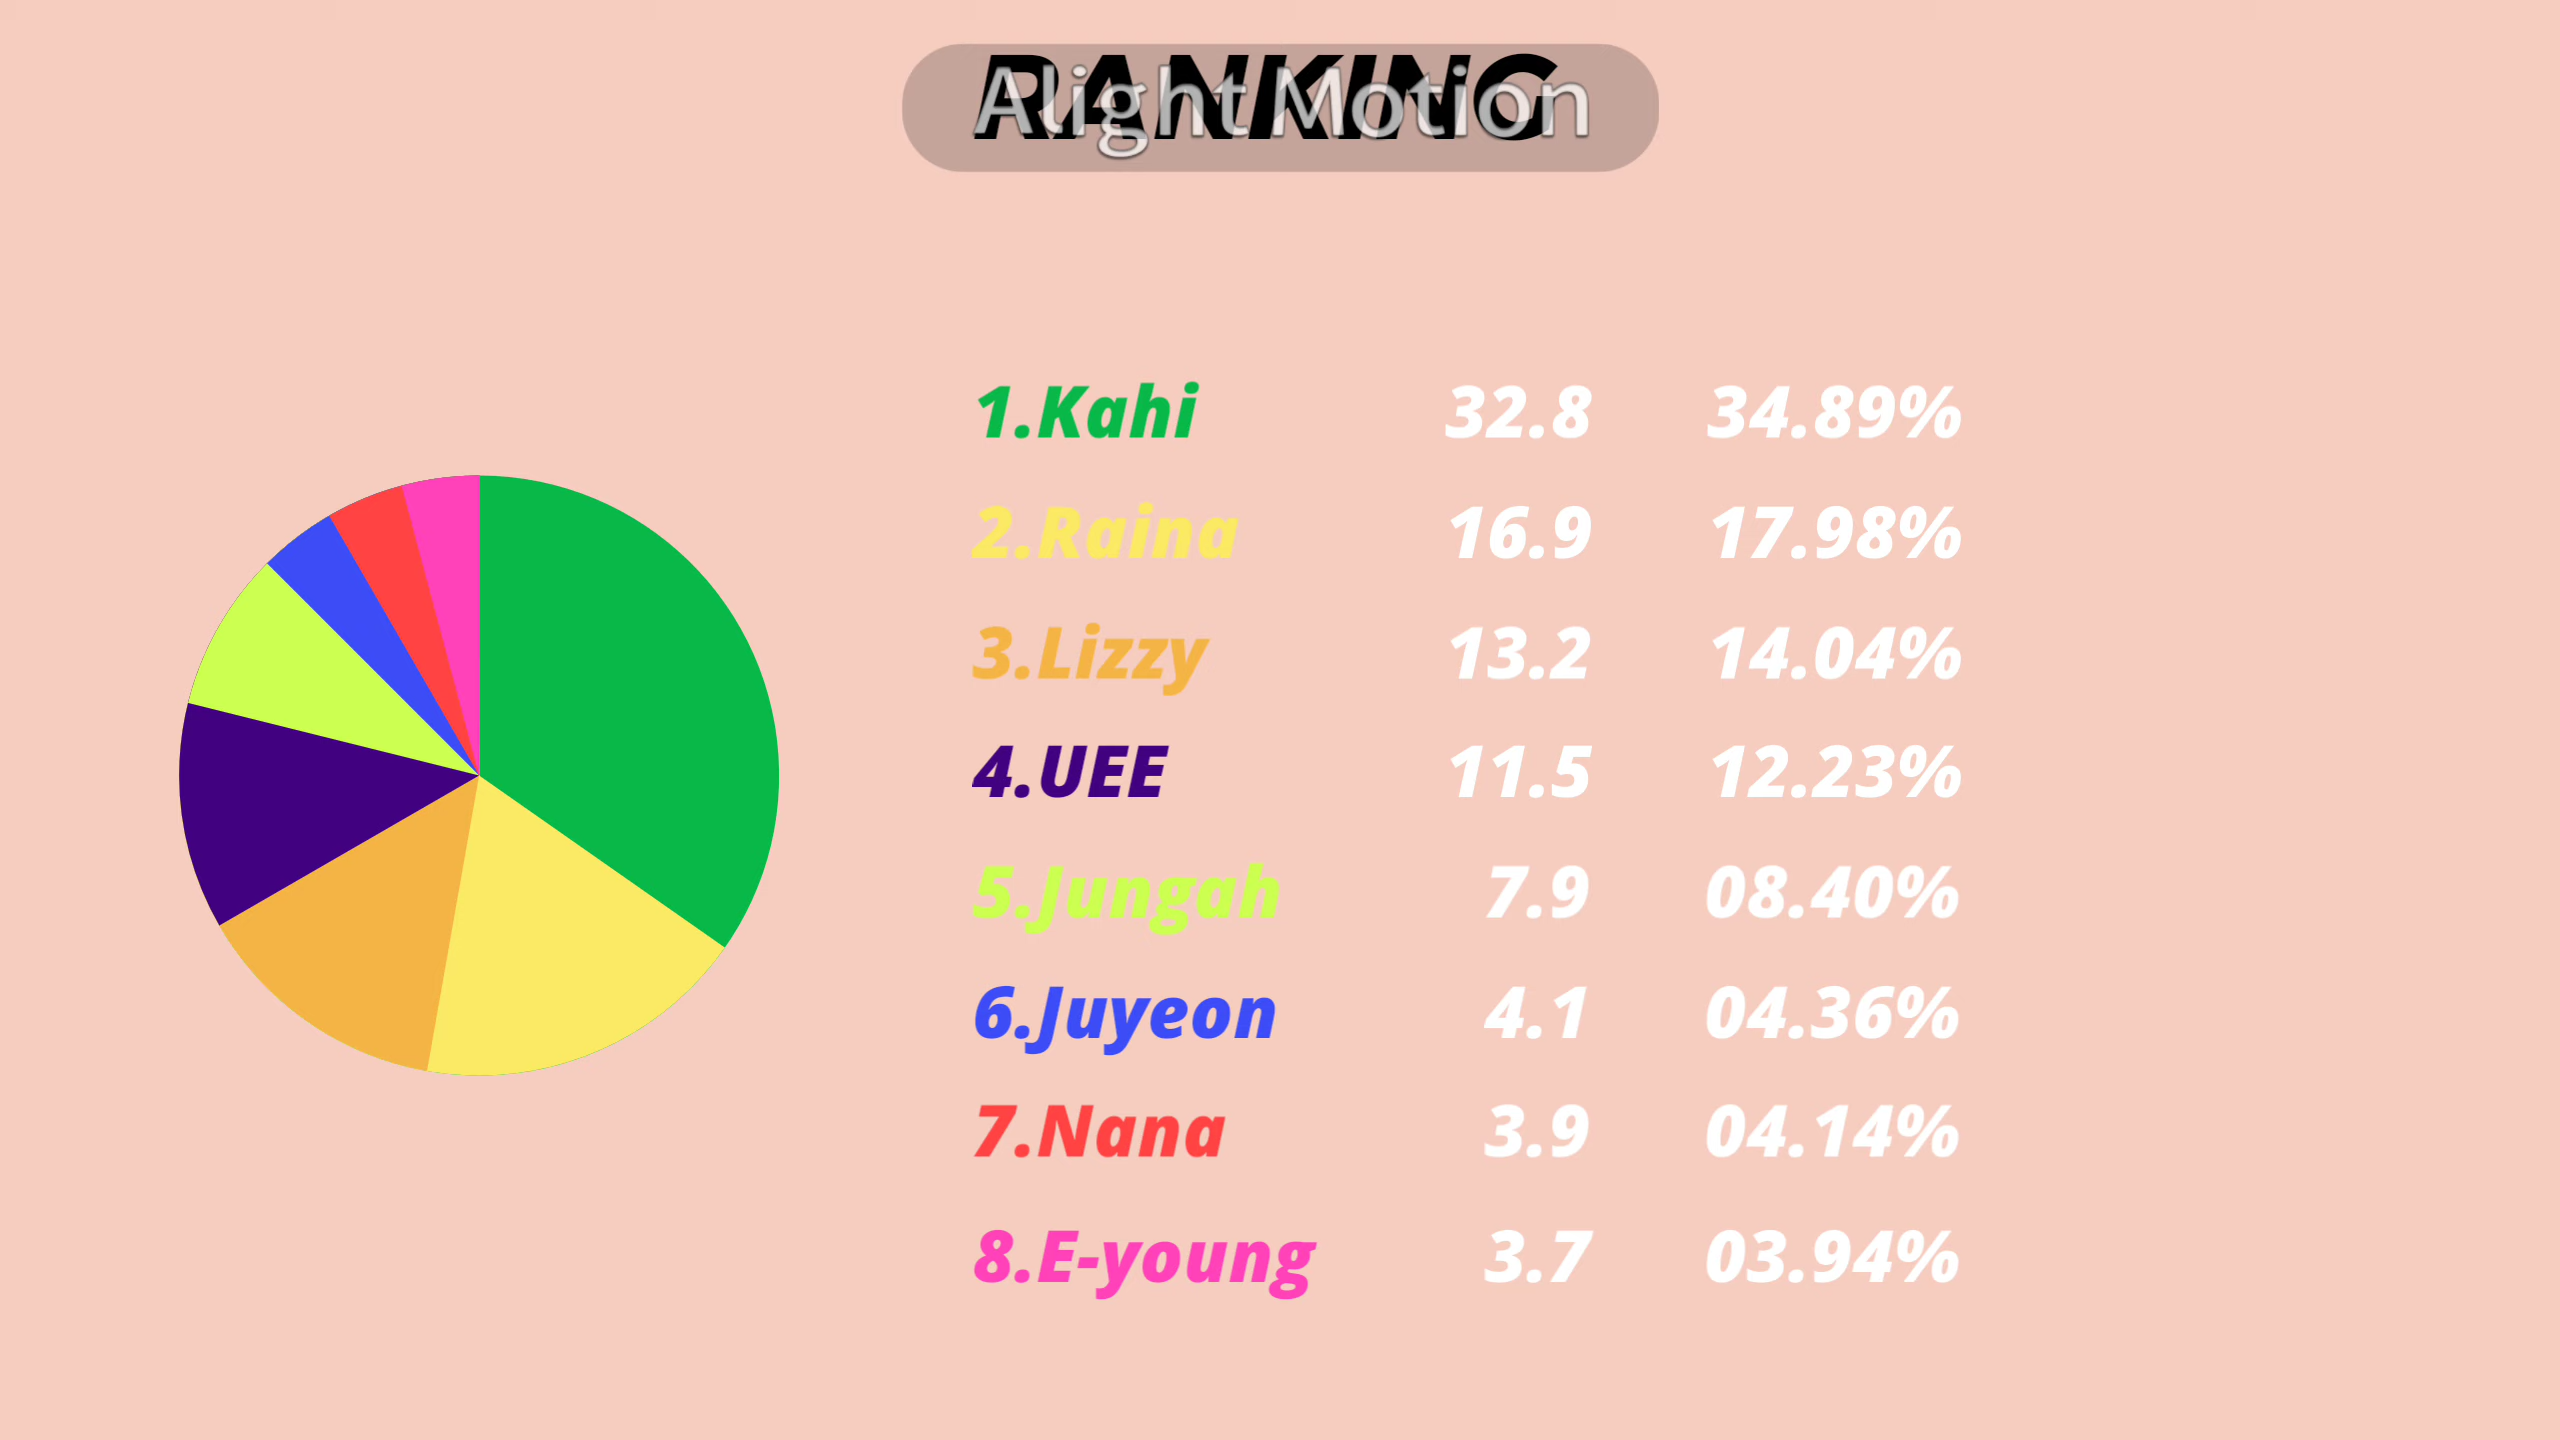 RANKING
Alight Motion
1.Kahi 32.8 34.89%
2.Raina 16.9 17.98%
3.Lizzy 13.2 14.04%
4.UEE 11.5 12.23%
5.Jungah 7.9 08.40%
6.Juyeon 4.1 04.36%
7.Nana 3.9 04.14%
8.E-young 3.7 03.94%